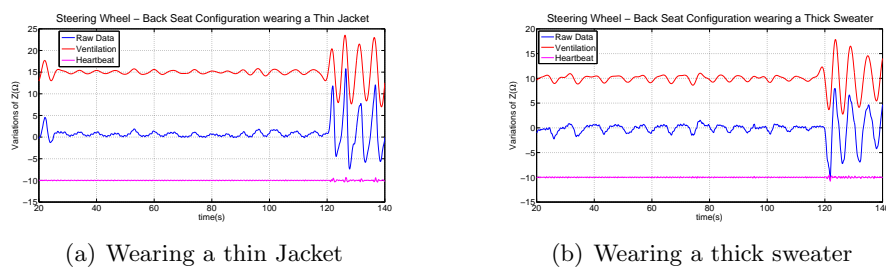 Steering Wheel − Back Seat Configuration wearing a Thin Jacket
25
20
15
10
5
0
−5
−10
−15
Variations of Z(Ω)
Raw Data
Ventilation
Heartbeat
20 40 60 80 100 120 140
time(s)
(a) Wearing a thin Jacket
Steering Wheel − Back Seat Configuration Wearing a Thick Sweater
20
15
10
5
0
−5
−10
−15
Variations of Z(Ω)
Raw Data
Ventilation
Heartbeat
20 40 60 80 100 120 140
time(s)
(b) Wearing a thick sweater